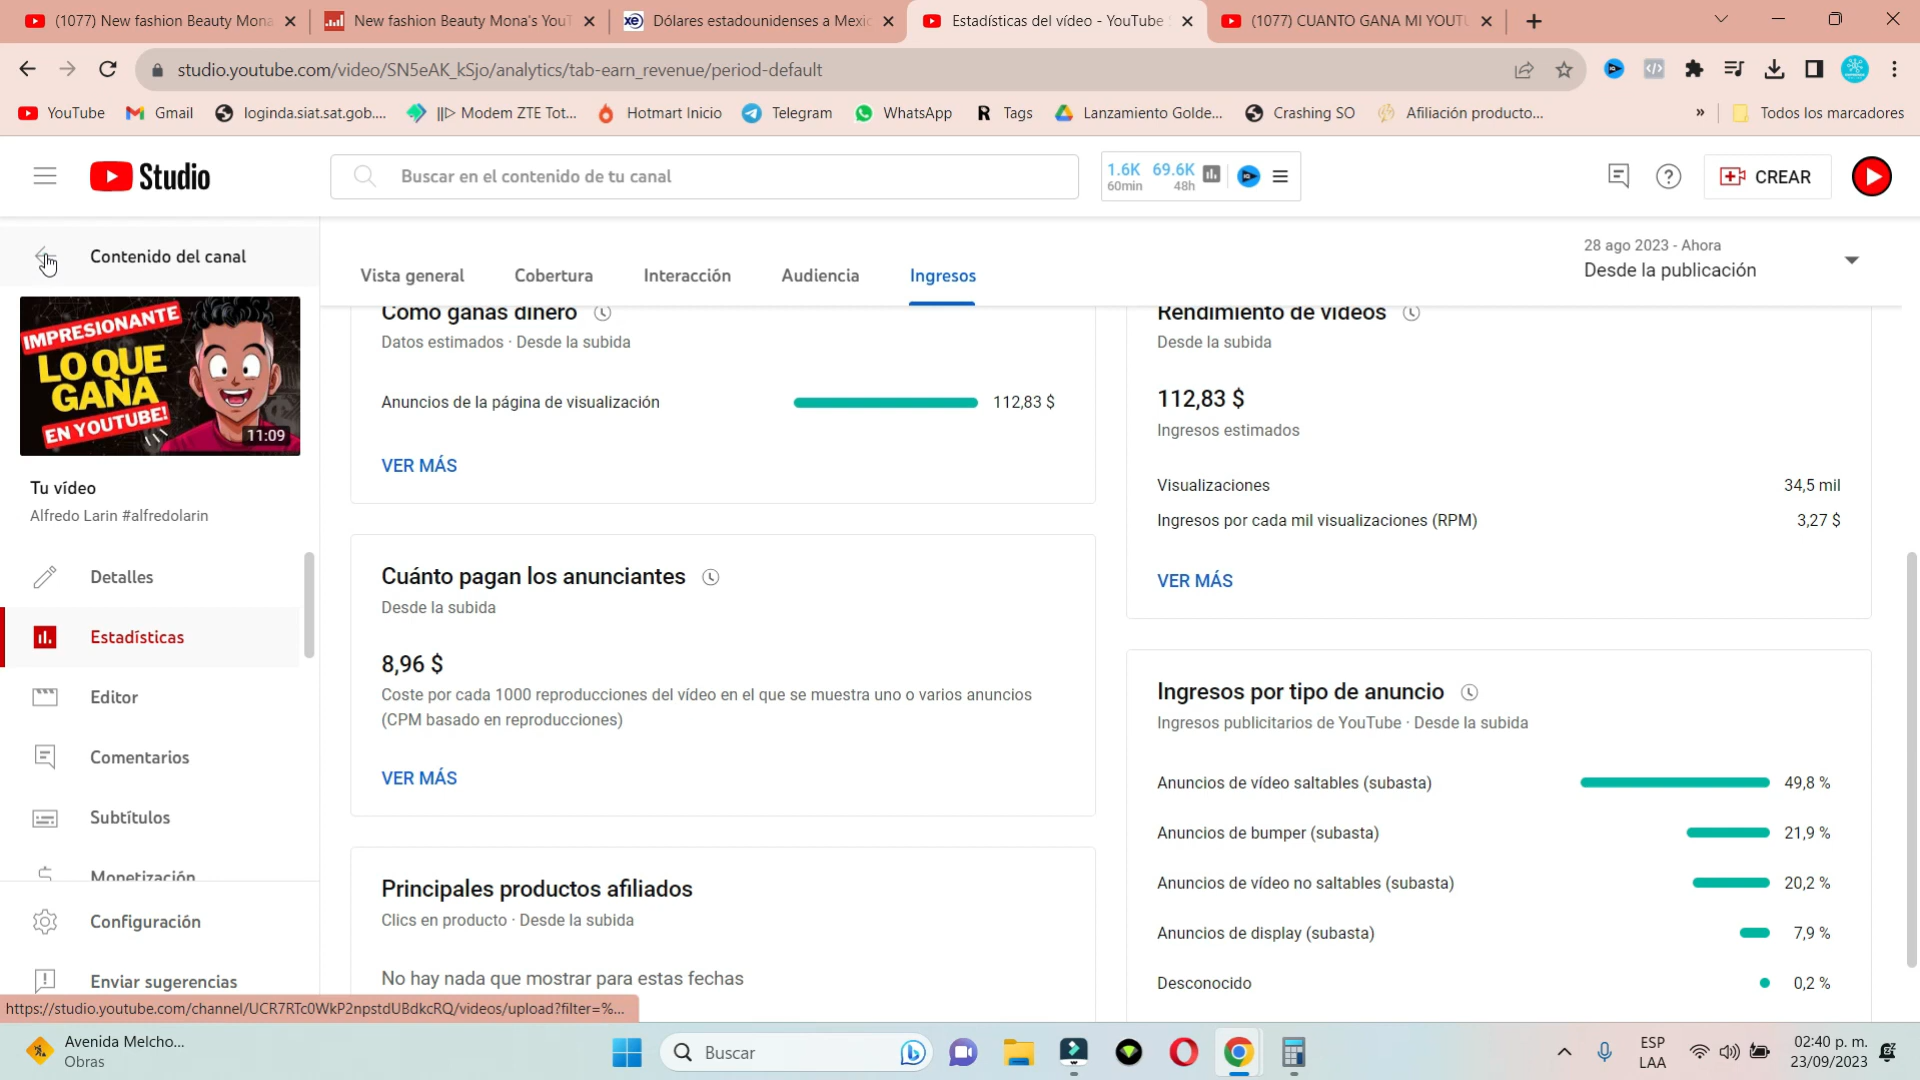 (1077) New fashion Beauty Mona
New fashion Beauty Mona's YouT
Dólares estadounidenses a Mexic
Estadísticas del vídeo - YouTube S
(1077) CUANTO GANA MI YOUTU
studio.youtube.com/video/SN5eAK_kSjo/analytics/tab-earn_revenue/period-default
YouTube
Gmail
loginda.siat.sat.gob....
||▷ Modem ZTE Tot...
Hotmart Inicio
Telegram
WhatsApp
Tags
Lanzamiento Golde...
Crashing SO
Afiliación producto...
»
Todos los marcadores
Studio
Buscar en el contenido de tu canal
1.6K 69.6K
60min 48h
CREAR
Contenido del canal
IMPRESIONANTE
LO QUE
GANA
EN YOUTUBE!
11:09
Tu vídeo
Alfredo Larin #alfredolarin
Detalles
Estadísticas
Editor
Comentarios
Subtítulos
Monetización
Configuración
Enviar sugerencias
https://studio.youtube.com/channel/UCR7RTc0WkP2npstdUBdkcRQ/videos/upload?filter=%...
Vista general
Cobertura
Interacción
Audiencia
Ingresos
28 ago 2023 - Ahora
Desde la publicación
Cómo ganas dinero
Datos estimados · Desde la subida
Anuncios de la página de visualización 112,83 $
VER MÁS
Cuánto pagan los anunciantes
Desde la subida
8,96 $
Coste por cada 1000 reproducciones del vídeo en el que se muestra uno o varios anuncios
(CPM basado en reproducciones)
VER MÁS
Principales productos afiliados
Clics en producto · Desde la subida
No hay nada que mostrar para estas fechas
Rendimiento de vídeos
Desde la subida
112,83 $
Ingresos estimados
Visualizaciones 34,5 mil
Ingresos por cada mil visualizaciones (RPM) 3,27 $
VER MÁS
Ingresos por tipo de anuncio
Ingresos publicitarios de YouTube · Desde la subida
Anuncios de vídeo saltables (subasta) 49,8 %
Anuncios de bumper (subasta) 21,9 %
Anuncios de vídeo no saltables (subasta) 20,2 %
Anuncios de display (subasta) 7,9 %
Desconocido 0,2 %
Avenida Melcho...
Obras
Buscar
ESP
LAA
02:40 p. m.
23/09/2023